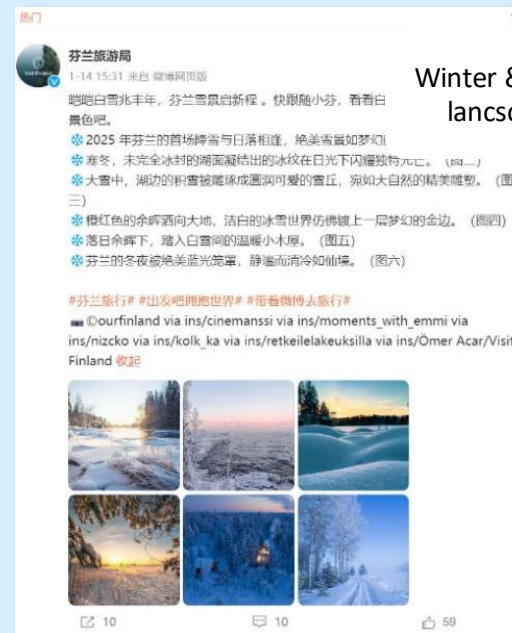 热门
芬兰旅游局
1-14 15:31 来自 微博网页版
皑皑白雪兆丰年，芬兰雪景启新程 。快跟随小芬，看看白
景色吧。
Winter &
lancsc
❄️2025 年芬兰的首场降雪与日落相逢，绝美雪景如梦幻
❄️寒冬，未完全冰封的湖面凝结出的冰纹在日光下闪耀独特光芒。（图二）
❄️大雪中，湖边的积雪被雕琢成圆润可爱的雪丘，宛如大自然的精美雕塑。（图
三）
❄️橙红色的余晖洒向大地，洁白的冰雪世界仿佛镀上一层梦幻的金边。（图四）
❄️落日余晖下，踏入白雪间的温暖小木屋。（图五）
❄️芬兰的冬夜被绝美蓝光笼罩，静谧而清冷如仙境。（图六）
#芬兰旅行# #出发吧拥抱世界# #带着微博去旅行#
📷 ©ourfinland via ins/cinemanssi via ins/moments_with_emmi via
ins/nizcko via ins/kolk_ka via ins/retkeilelakeuksilla via ins/Ömer Acar/Visit
Finland 收起
10
10
59